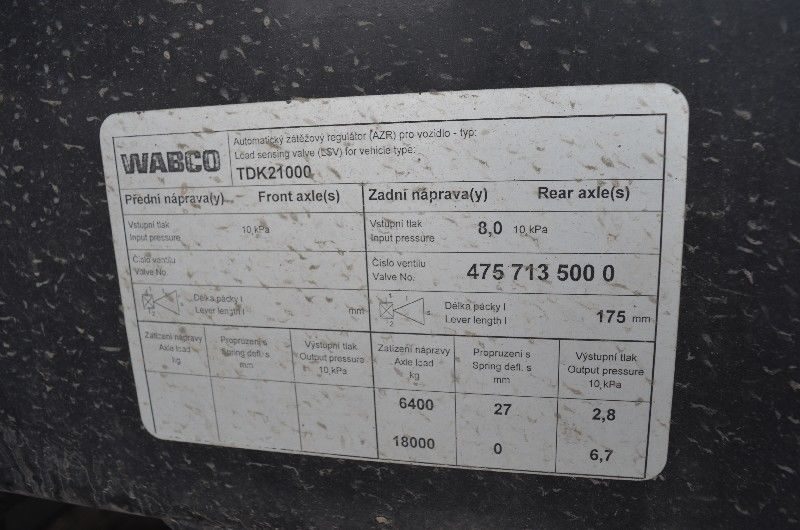 WABCO
Automatický zátěžový regulátor (AZR) pro vozidlo - typ:
Load sensing valve (LSV) for vehicle type:
TDK21000
Přední náprava(y) Front axle(s) Zadní náprava(y) Rear axle(s)
Vstupní tlak Vstupní tlak
Input pressure 10 kPa Input pressure 8,0 10 kPa
Číslo ventilu Číslo ventilu
Valve No. Valve No. 475 713 500 0
Délka páčky l Délka páčky l
Lever length l mm Lever length l 175 mm
Zatížení nápravy Propružení s Výstupní tlak Zatížení nápravy Propružení s Výstupní tlak
Axle load Spring defl. s Output pressure Axle load Spring defl. s Output pressure
kg mm 10 kPa kg mm 10 kPa
6400 27 2,8
18000 0 6,7